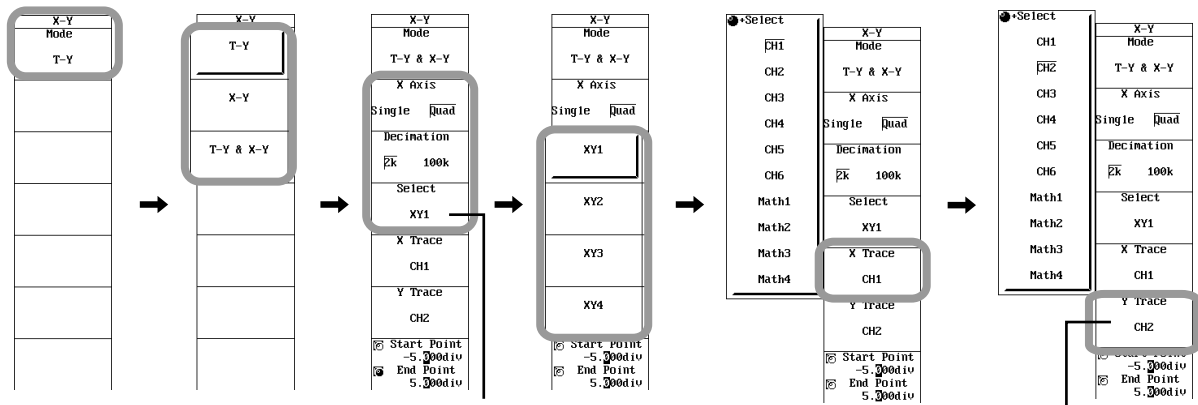 X-Y
Mode
T-Y
X-Y
T-Y
X-Y
T-Y & X-Y
X-Y
Mode
T-Y & X-Y
X Axis
Single Quad
Decimation
2k 100k
Select
XY1
X Trace
CH1
Y Trace
CH2
Start Point
-5.000div
End Point
5.000div
X-Y
Mode
T-Y & X-Y
X Axis
Single Quad
XY1
XY2
XY3
XY4
Start Point
-5.000div
End Point
5.000div
Select
CH1
CH2
CH3
CH4
CH5
CH6
Math1
Math2
Math3
Math4
X-Y
Mode
T-Y & X-Y
X Axis
Single Quad
Decimation
2k 100k
Select
XY1
X Trace
CH1
Y Trace
CH2
Start Point
-5.000div
End Point
5.000div
Select
CH1
CH2
CH3
CH4
CH5
CH6
Math1
Math2
Math3
Math4
X-Y
Mode
T-Y & X-Y
X Axis
Single Quad
Decimation
2k 100k
Select
XY1
X Trace
CH1
Y Trace
CH2
Start Point
-5.000div
End Point
5.000div